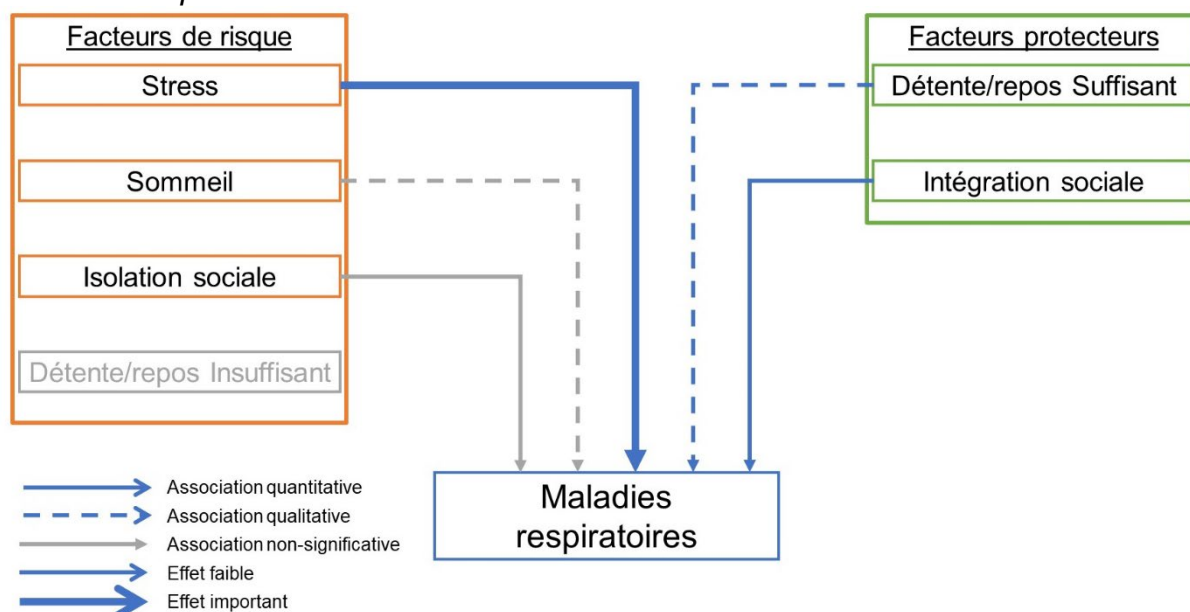 Facteurs de risque
Stress
Sommeil
Isolation sociale
Détente/repos Insuffisant
Facteurs protecteurs
Détente/repos Suffisant
Intégration sociale
Maladies
respiratoires
Association quantitative
Association qualitative
Association non-significative
Effet faible
Effet important